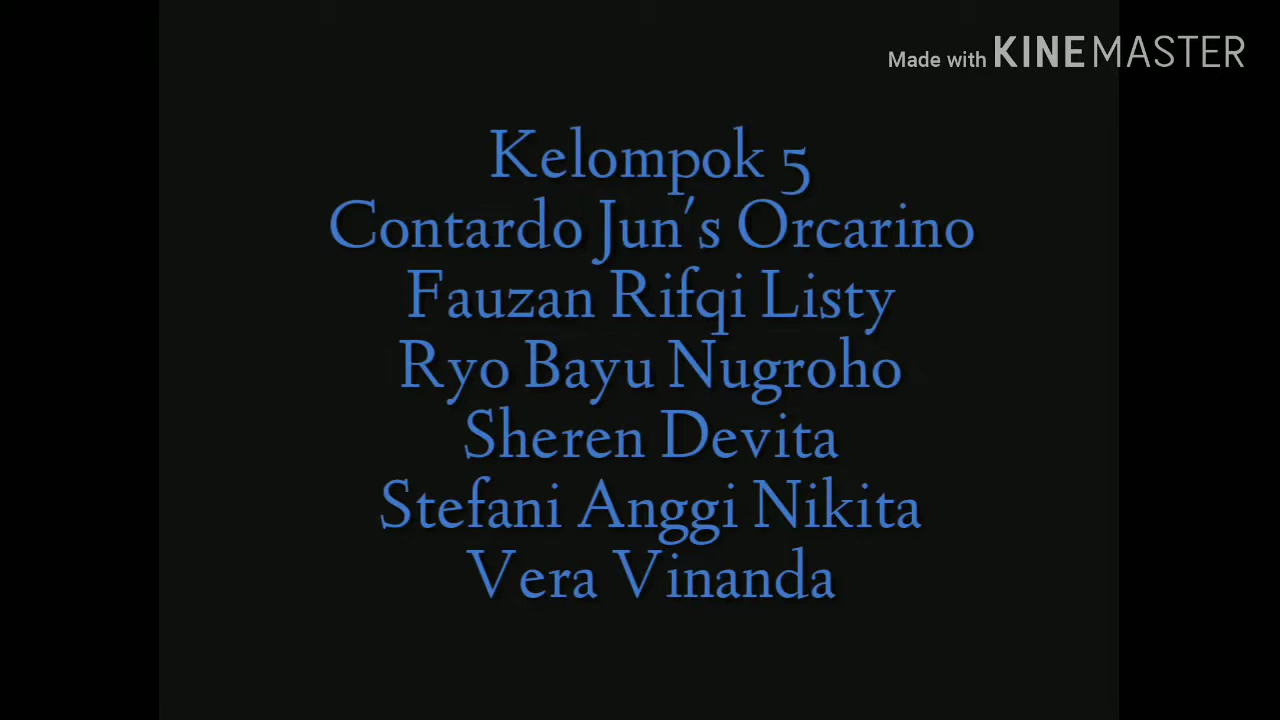 Made with KINEMASTER
Kelompok 5
Contardo Jun's Orcarino
Fauzan Rifqi Listy
Ryo Bayu Nugroho
Sheren Devita
Stefani Anggi Nikita
Vera Vinanda